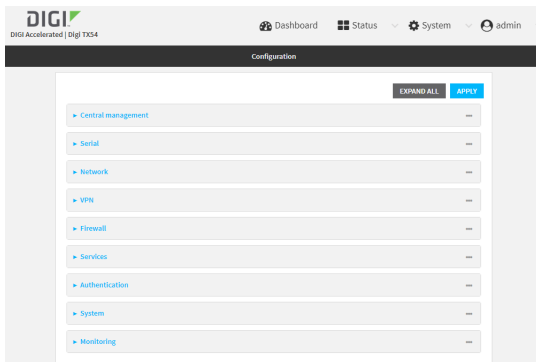 DIGI
DIGI Accelerated | Digi TX54
Dashboard Status System admin
Configuration
EXPAND ALL APPLY
Central management
Serial
Network
VPN
Firewall
Services
Authentication
System
Monitoring